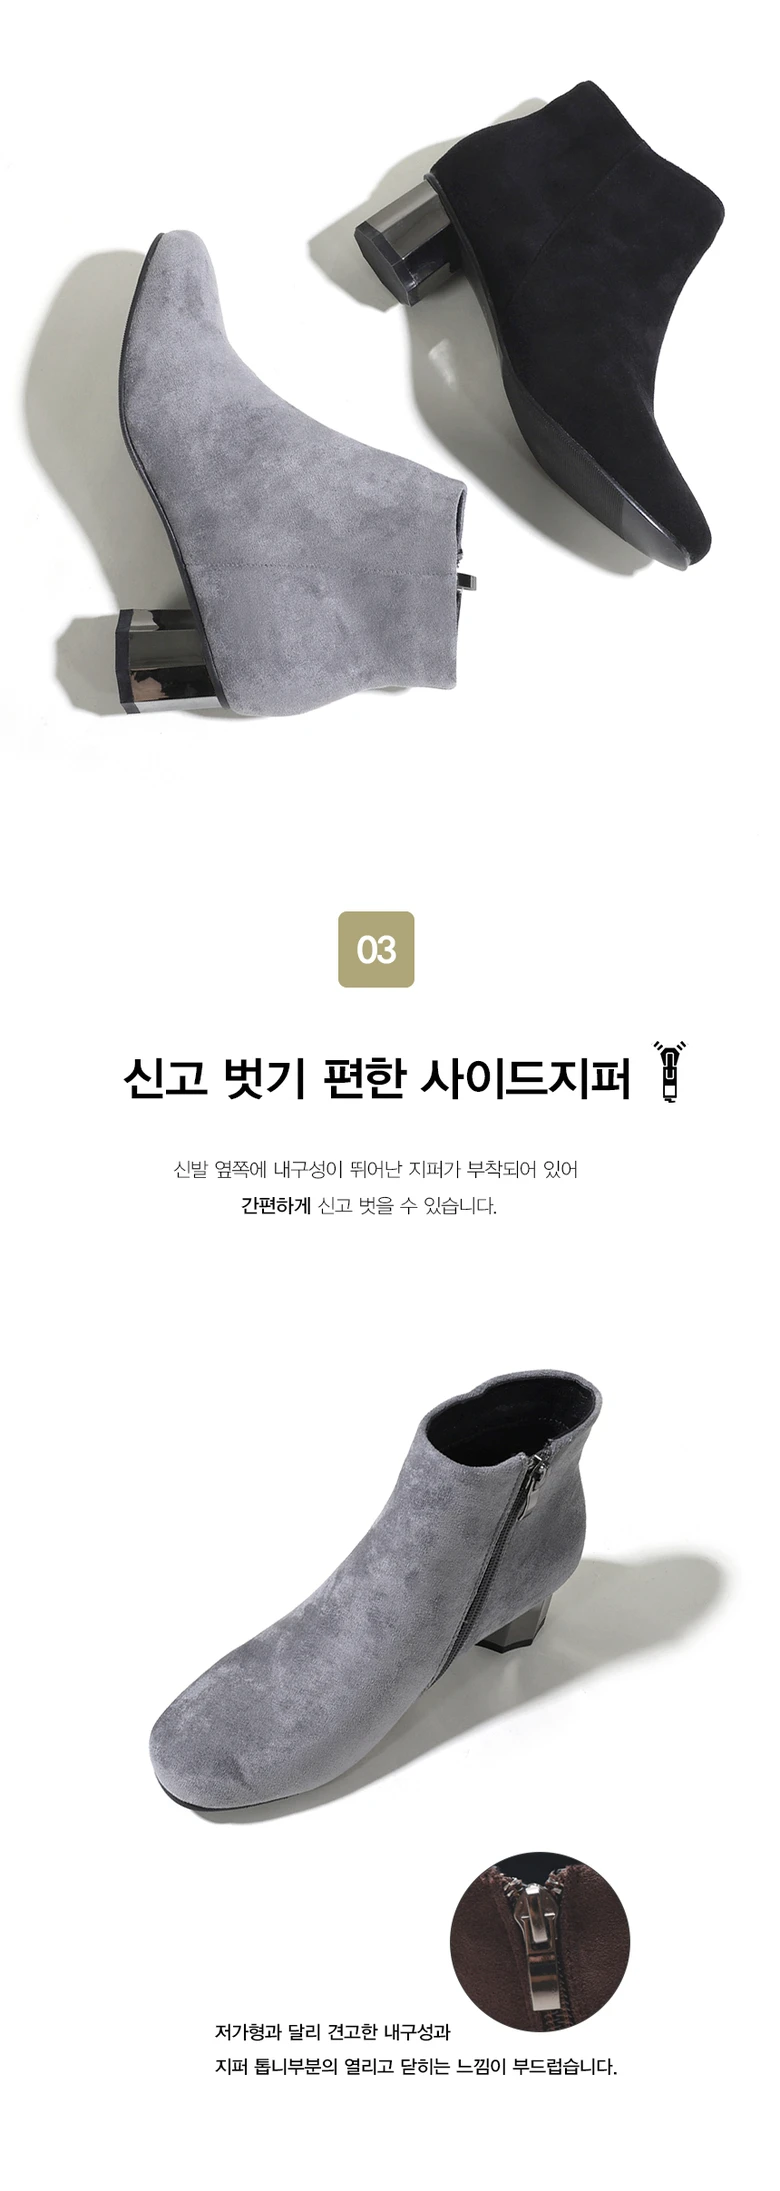 03
신고 벗기 편한 사이드지퍼
신발 옆쪽에 내구성이 뛰어난 지퍼가 부착되어 있어
간편하게 신고 벗을 수 있습니다.
저가형과 달리 견고한 내구성과
지퍼 톱니부분의 열리고 닫히는 느낌이 부드럽습니다.